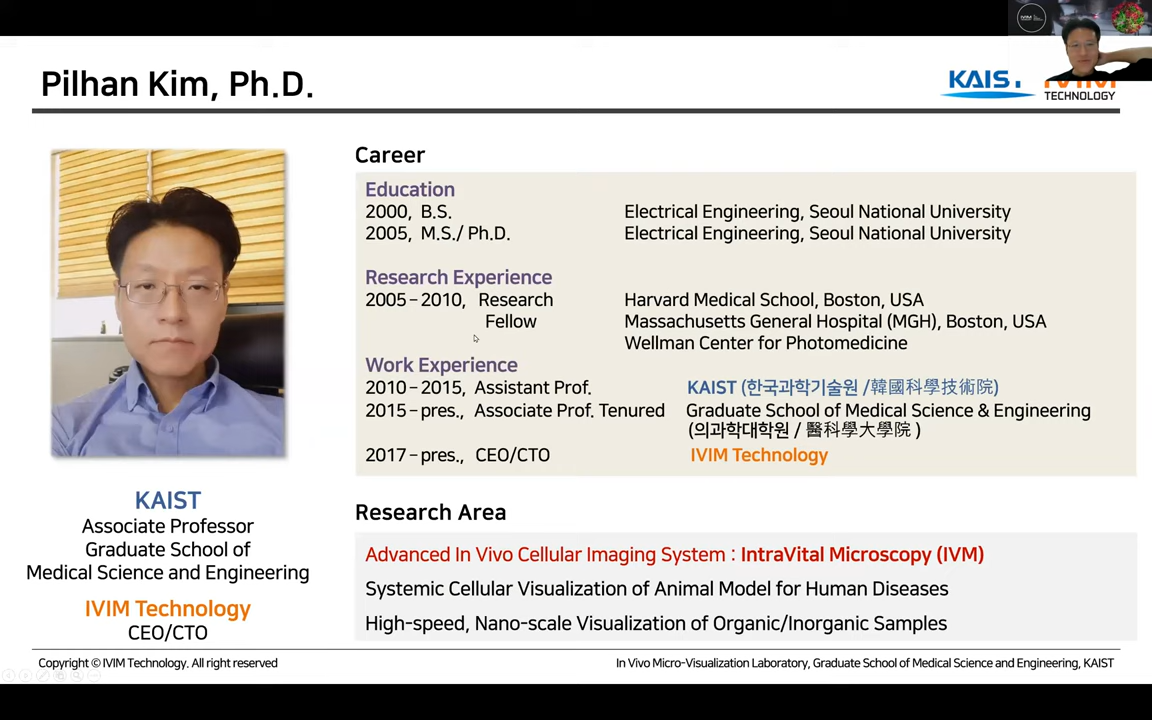 Pilhan Kim, Ph.D.
KAIST
TECHNOLOGY
Career
Education
2000, B.S. Electrical Engineering, Seoul National University
2005, M.S./ Ph.D. Electrical Engineering, Seoul National University
Research Experience
2005–2010, Research Harvard Medical School, Boston, USA
Fellow Massachusetts General Hospital (MGH), Boston, USA
Wellman Center for Photomedicine
Work Experience
2010–2015, Assistant Prof. KAIST (한국과학기술원 /韓國科學技術院)
2015–pres., Associate Prof. Tenured Graduate School of Medical Science & Engineering
(의과학대학원 / 醫科學大學院 )
2017–pres., CEO/CTO IVIM Technology
KAIST
Associate Professor
Graduate School of
Medical Science and Engineering
IVIM Technology
CEO/CTO
Research Area
Advanced In Vivo Cellular Imaging System : IntraVital Microscopy (IVM)
Systemic Cellular Visualization of Animal Model for Human Diseases
High-speed, Nano-scale Visualization of Organic/Inorganic Samples
Copyright © IVIM Technology. All right reserved
In Vivo Micro-Visualization Laboratory, Graduate School of Medical Science and Engineering, KAIST